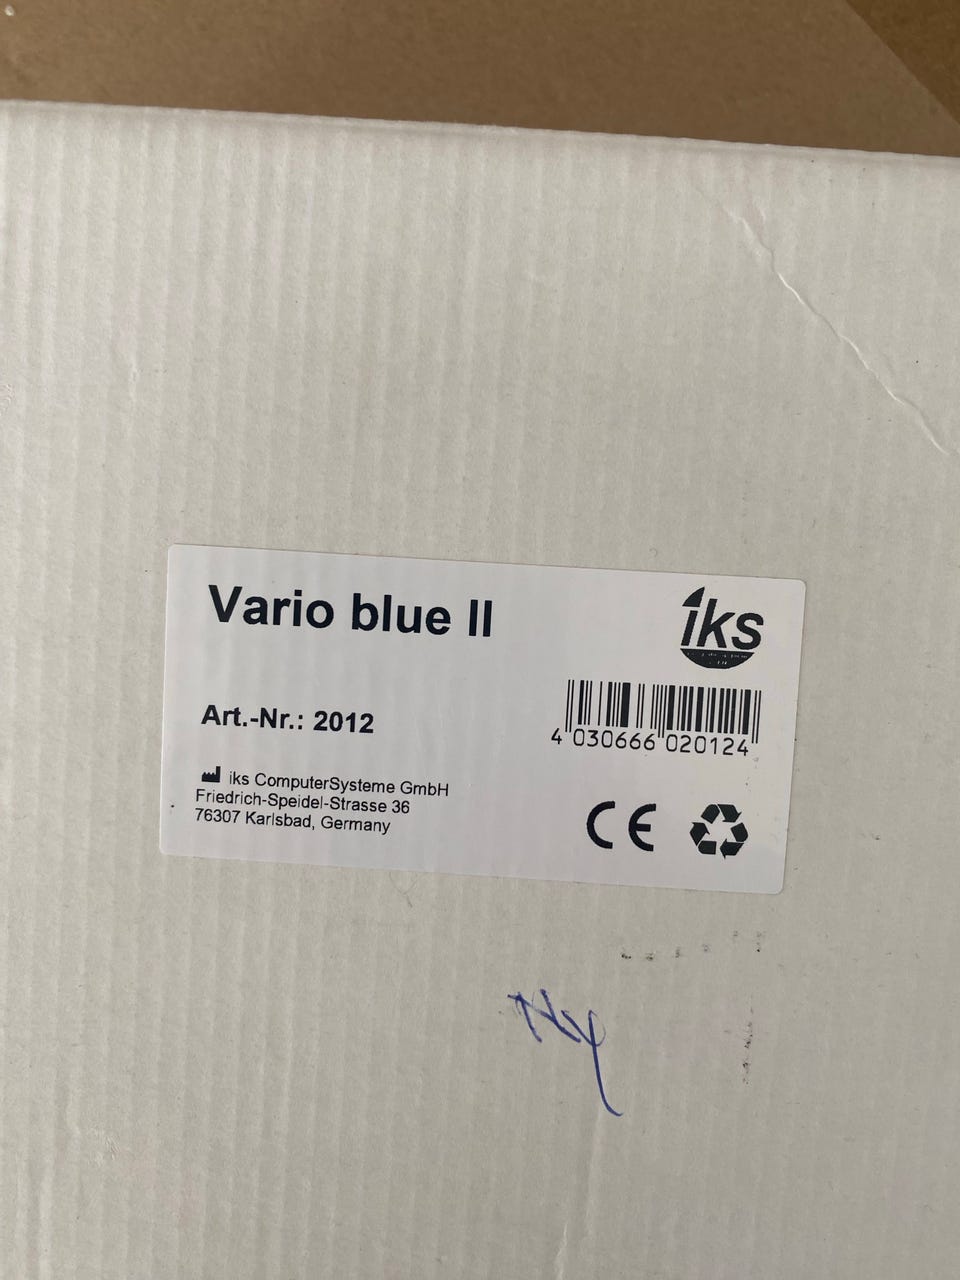 Vario blue II
iks
Art.-Nr.: 2012
4 030666 020124
iks ComputerSysteme GmbH
Friedrich-Speidel-Strasse 36
76307 Karlsbad, Germany
CE